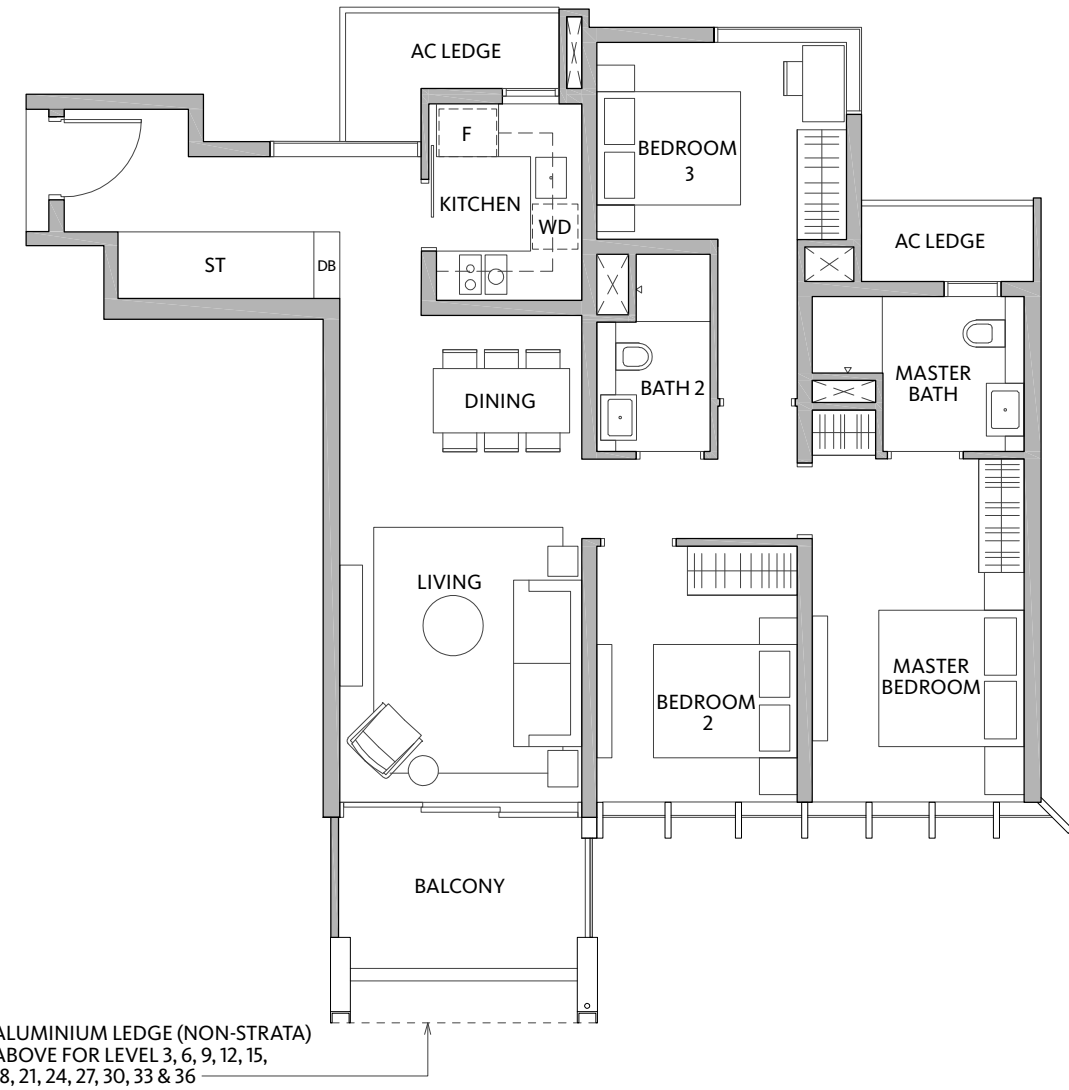 AC LEDGE
F
BEDROOM
3
KITCHEN
WD
AC LEDGE
ST
DB
BATH 2
MASTER
BATH
DINING
LIVING
MASTER
BEDROOM
BEDROOM
2
BALCONY
ALUMINIUM LEDGE (NON-STRATA)
ABOVE FOR LEVEL 3, 6, 9, 12, 15,
8, 21, 24, 27, 30, 33 & 36